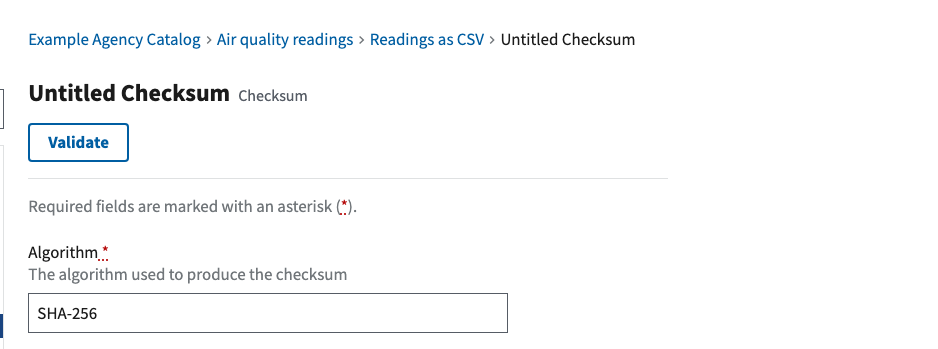 Example Agency Catalog > Air quality readings > Readings as CSV > Untitled Checksum
Untitled Checksum Checksum
Validate
Required fields are marked with an asterisk (*).
Algorithm *
The algorithm used to produce the checksum
SHA-256